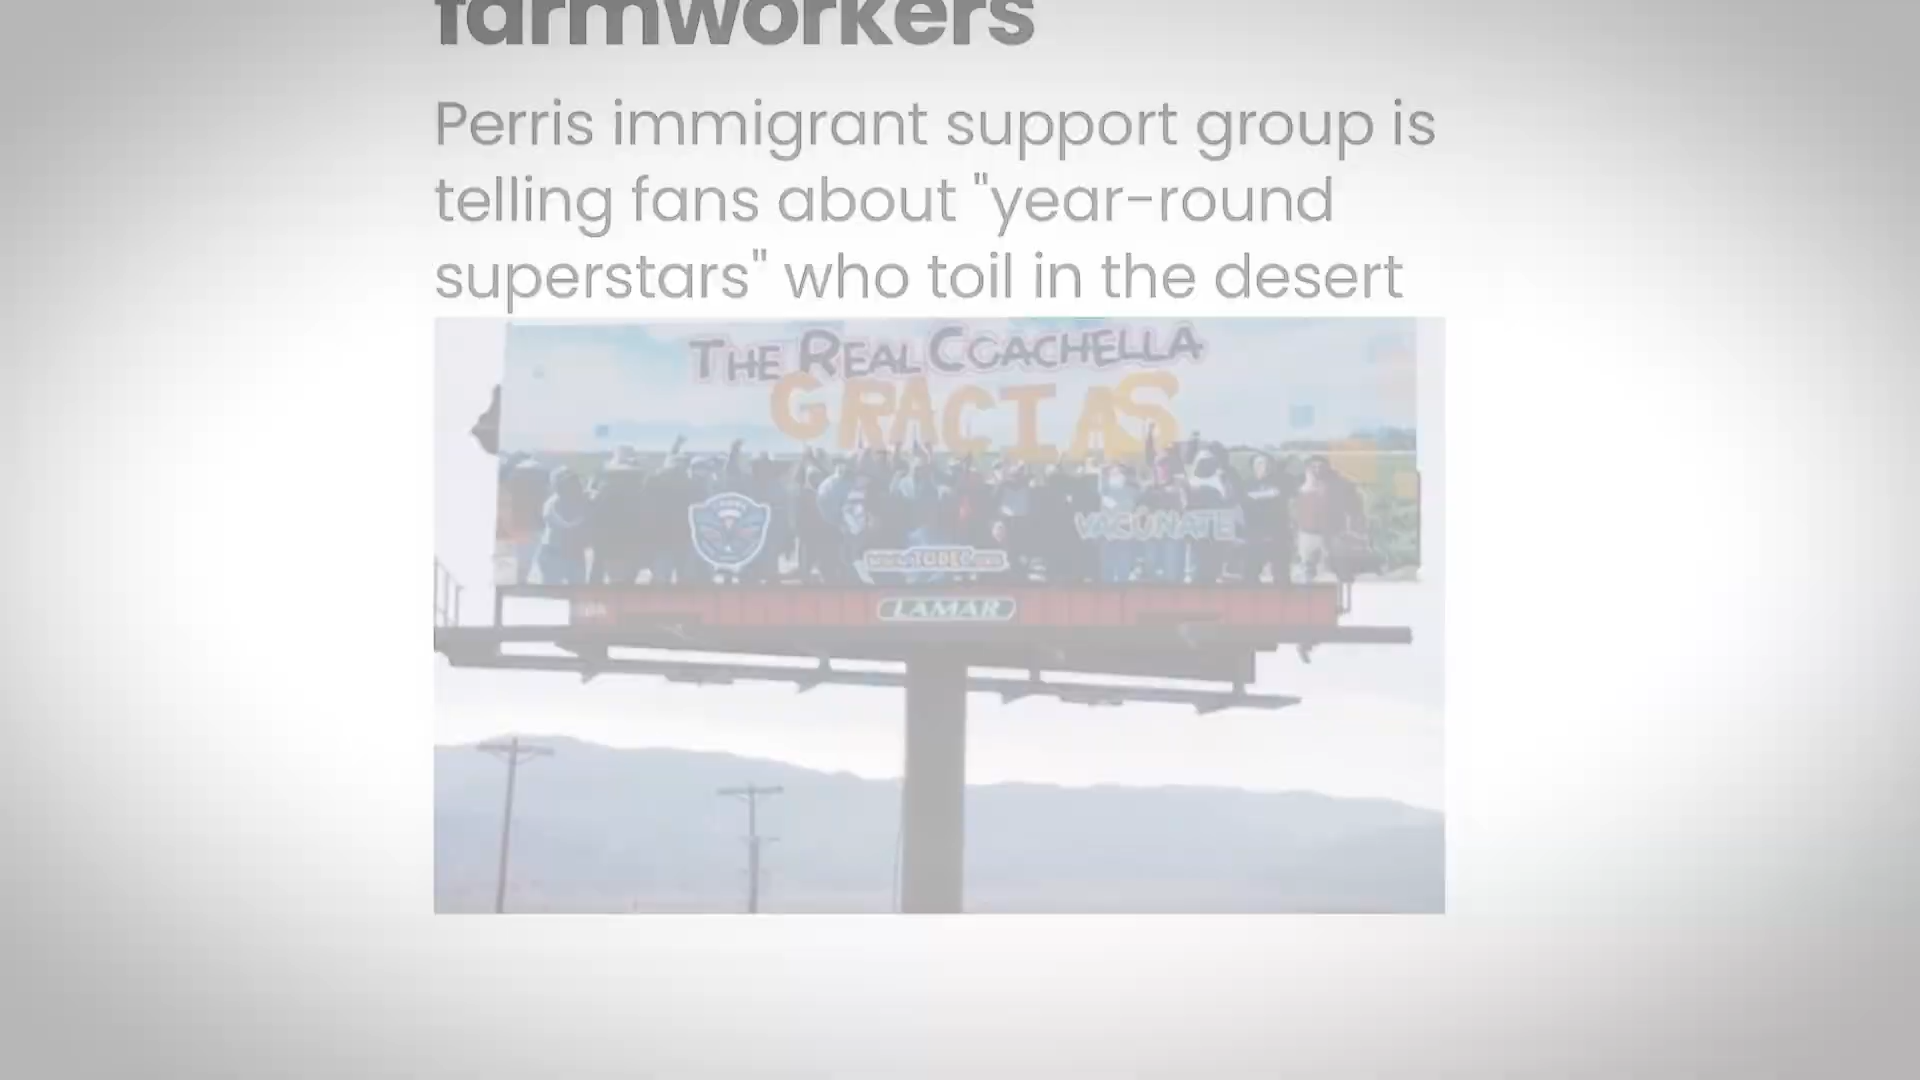 farmworkers
Perris immigrant support group is
telling fans about "year-round
superstars" who toil in the desert
THE REAL COACHELLA
GRACIAS
VACÚNATE
LAMAR